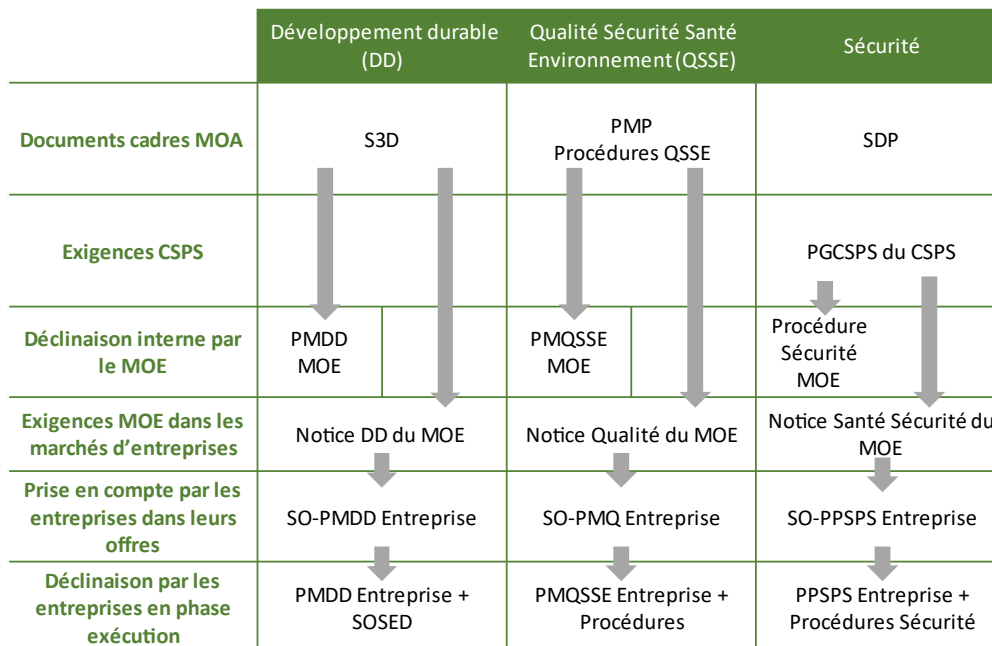 Développement durable
(DD)
Qualité Sécurité Santé
Environnement (QSSE)
Sécurité
Documents cadres MOA
S3D
PMP
Procédures QSSE
SDP
Exigences CSPS
PGCSPS du CSPS
Déclinaison interne par
le MOE
PMDD
MOE
PMQSSE
MOE
Procédure
Sécurité
MOE
Exigences MOE dans les
marchés d'entreprises
Notice DD du MOE
Notice Qualité du MOE
Notice Santé Sécurité du
MOE
Prise en compte par les
entreprises dans leurs
offres
SO-PMDD Entreprise
SO-PMQ Entreprise
SO-PPSPS Entreprise
Déclinaison par les
entreprises en phase
exécution
PMDD Entreprise +
SOSED
PMQSSE Entreprise +
Procédures
PPSPS Entreprise +
Procédures Sécurité